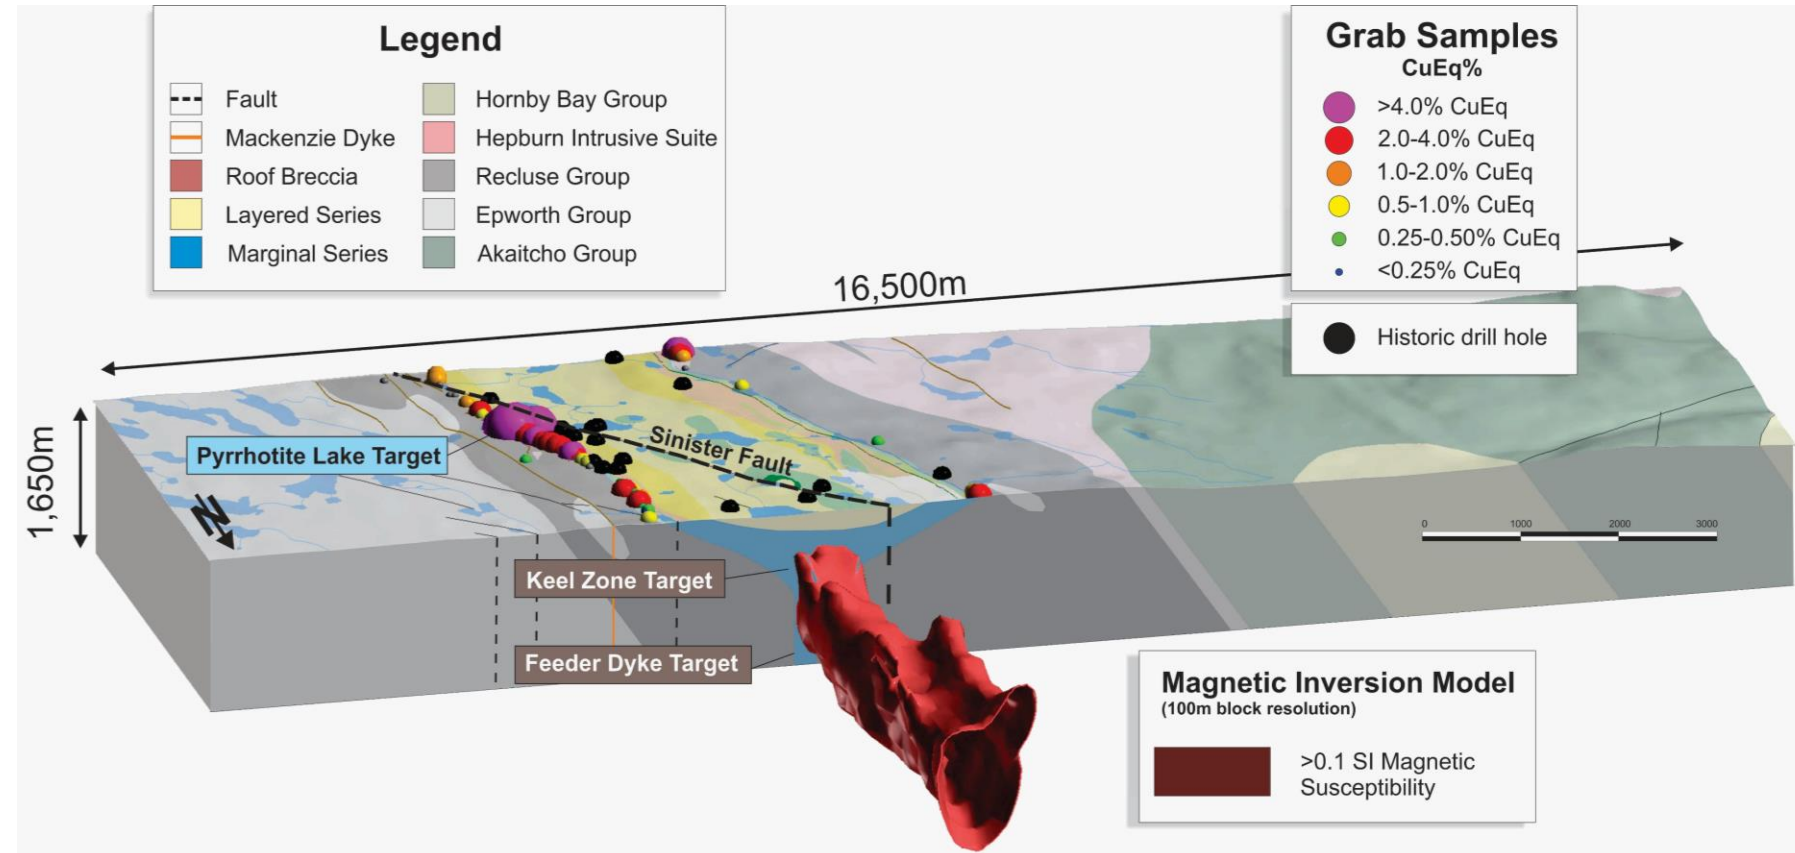 Legend
Fault
Mackenzie Dyke
Roof Breccia
Layered Series
Marginal Series
Hornby Bay Group
Hepburn Intrusive Suite
Recluse Group
Epworth Group
Akaitcho Group
Grab Samples
CuEq%
>4.0% CuEq
2.0-4.0% CuEq
1.0-2.0% CuEq
0.5-1.0% CuEq
0.25-0.50% CuEq
<0.25% CuEq
Historic drill hole
16,500m
1,650m
Pyrrhotite Lake Target
Sinister Fault
N
Keel Zone Target
Feeder Dyke Target
0 1000 2000 3000
Magnetic Inversion Model
(100m block resolution)
>0.1 SI Magnetic
Susceptibility